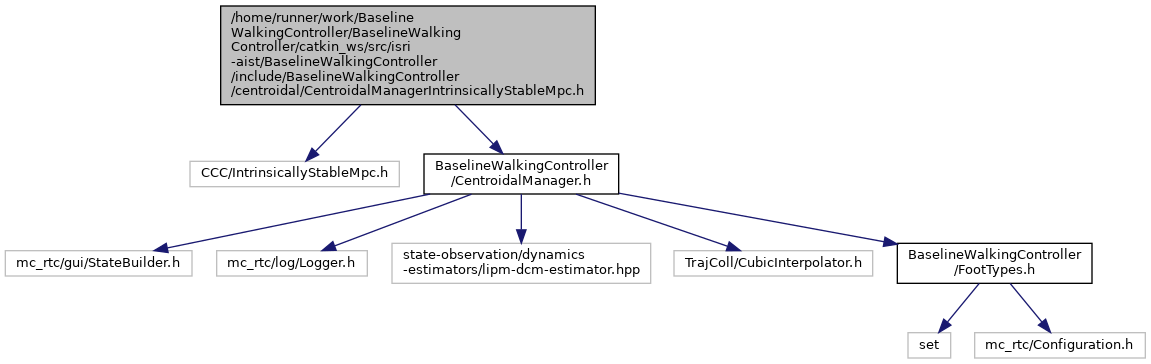 /home/runner/work/Baseline
WalkingController/BaselineWalking
Controller/catkin_ws/src/isri
-aist/BaselineWalkingController
/include/BaselineWalkingController
/centroidal/CentroidalManagerIntrinsicallyStableMpc.h
CCC/IntrinsicallyStableMpc.h
BaselineWalkingController
/CentroidalManager.h
mc_rtc/gui/StateBuilder.h
mc_rtc/log/Logger.h
state-observation/dynamics
-estimators/lipm-dcm-estimator.hpp
TrajColl/CubicInterpolator.h
BaselineWalkingController
/FootTypes.h
set
mc_rtc/Configuration.h